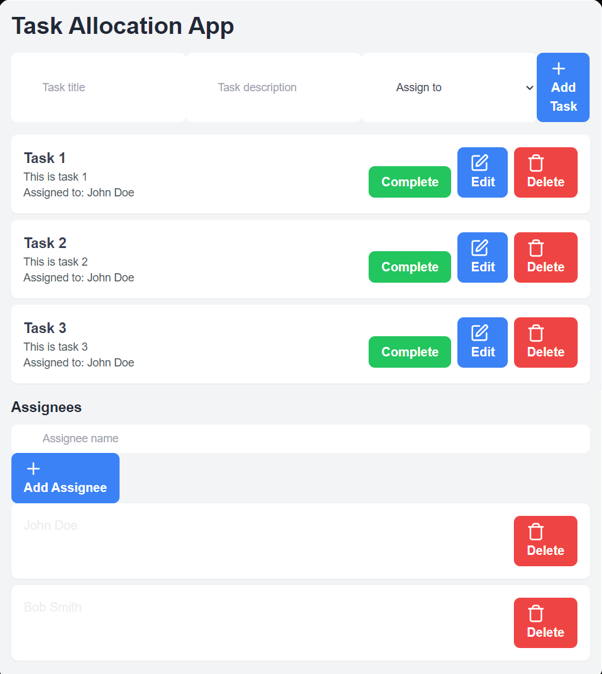 Task Allocation App
Task title
Task description
Assign to
Add
Task
Task 1
This is task 1
Assigned to: John Doe
Complete
Edit
Delete
Task 2
This is task 2
Assigned to: John Doe
Complete
Edit
Delete
Task 3
This is task 3
Assigned to: John Doe
Complete
Edit
Delete
Assignees
Assignee name
Add Assignee
John Doe
Delete
Bob Smith
Delete